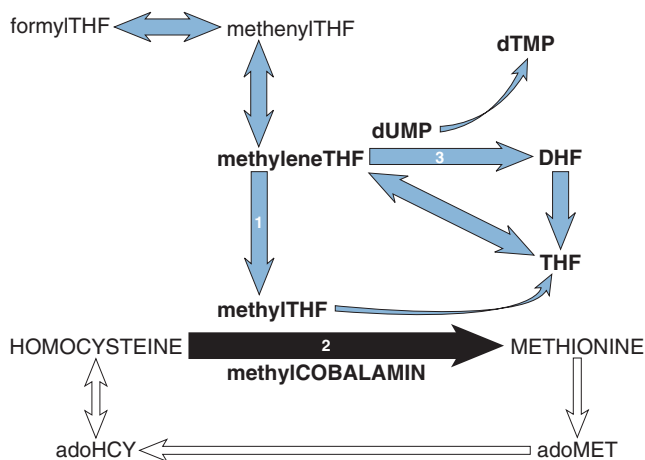 formylTHF
methenylTHF
dTMP
dUMP
methyleneTHF
3
DHF
1
THF
methylTHF
HOMOCYSTEINE
2
METHIONINE
methylCOBALAMIN
adoHCY
adoMET